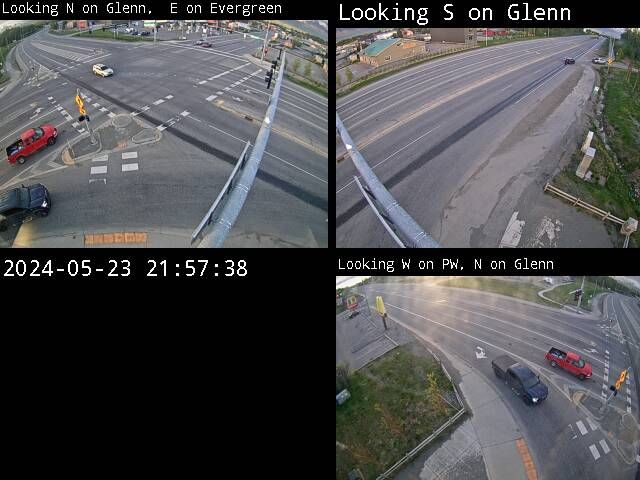 Looking N on Glenn,  E on Evergreen
Looking S on Glenn
2024-05-23 21:57:38
Looking W on PW, N on Glenn